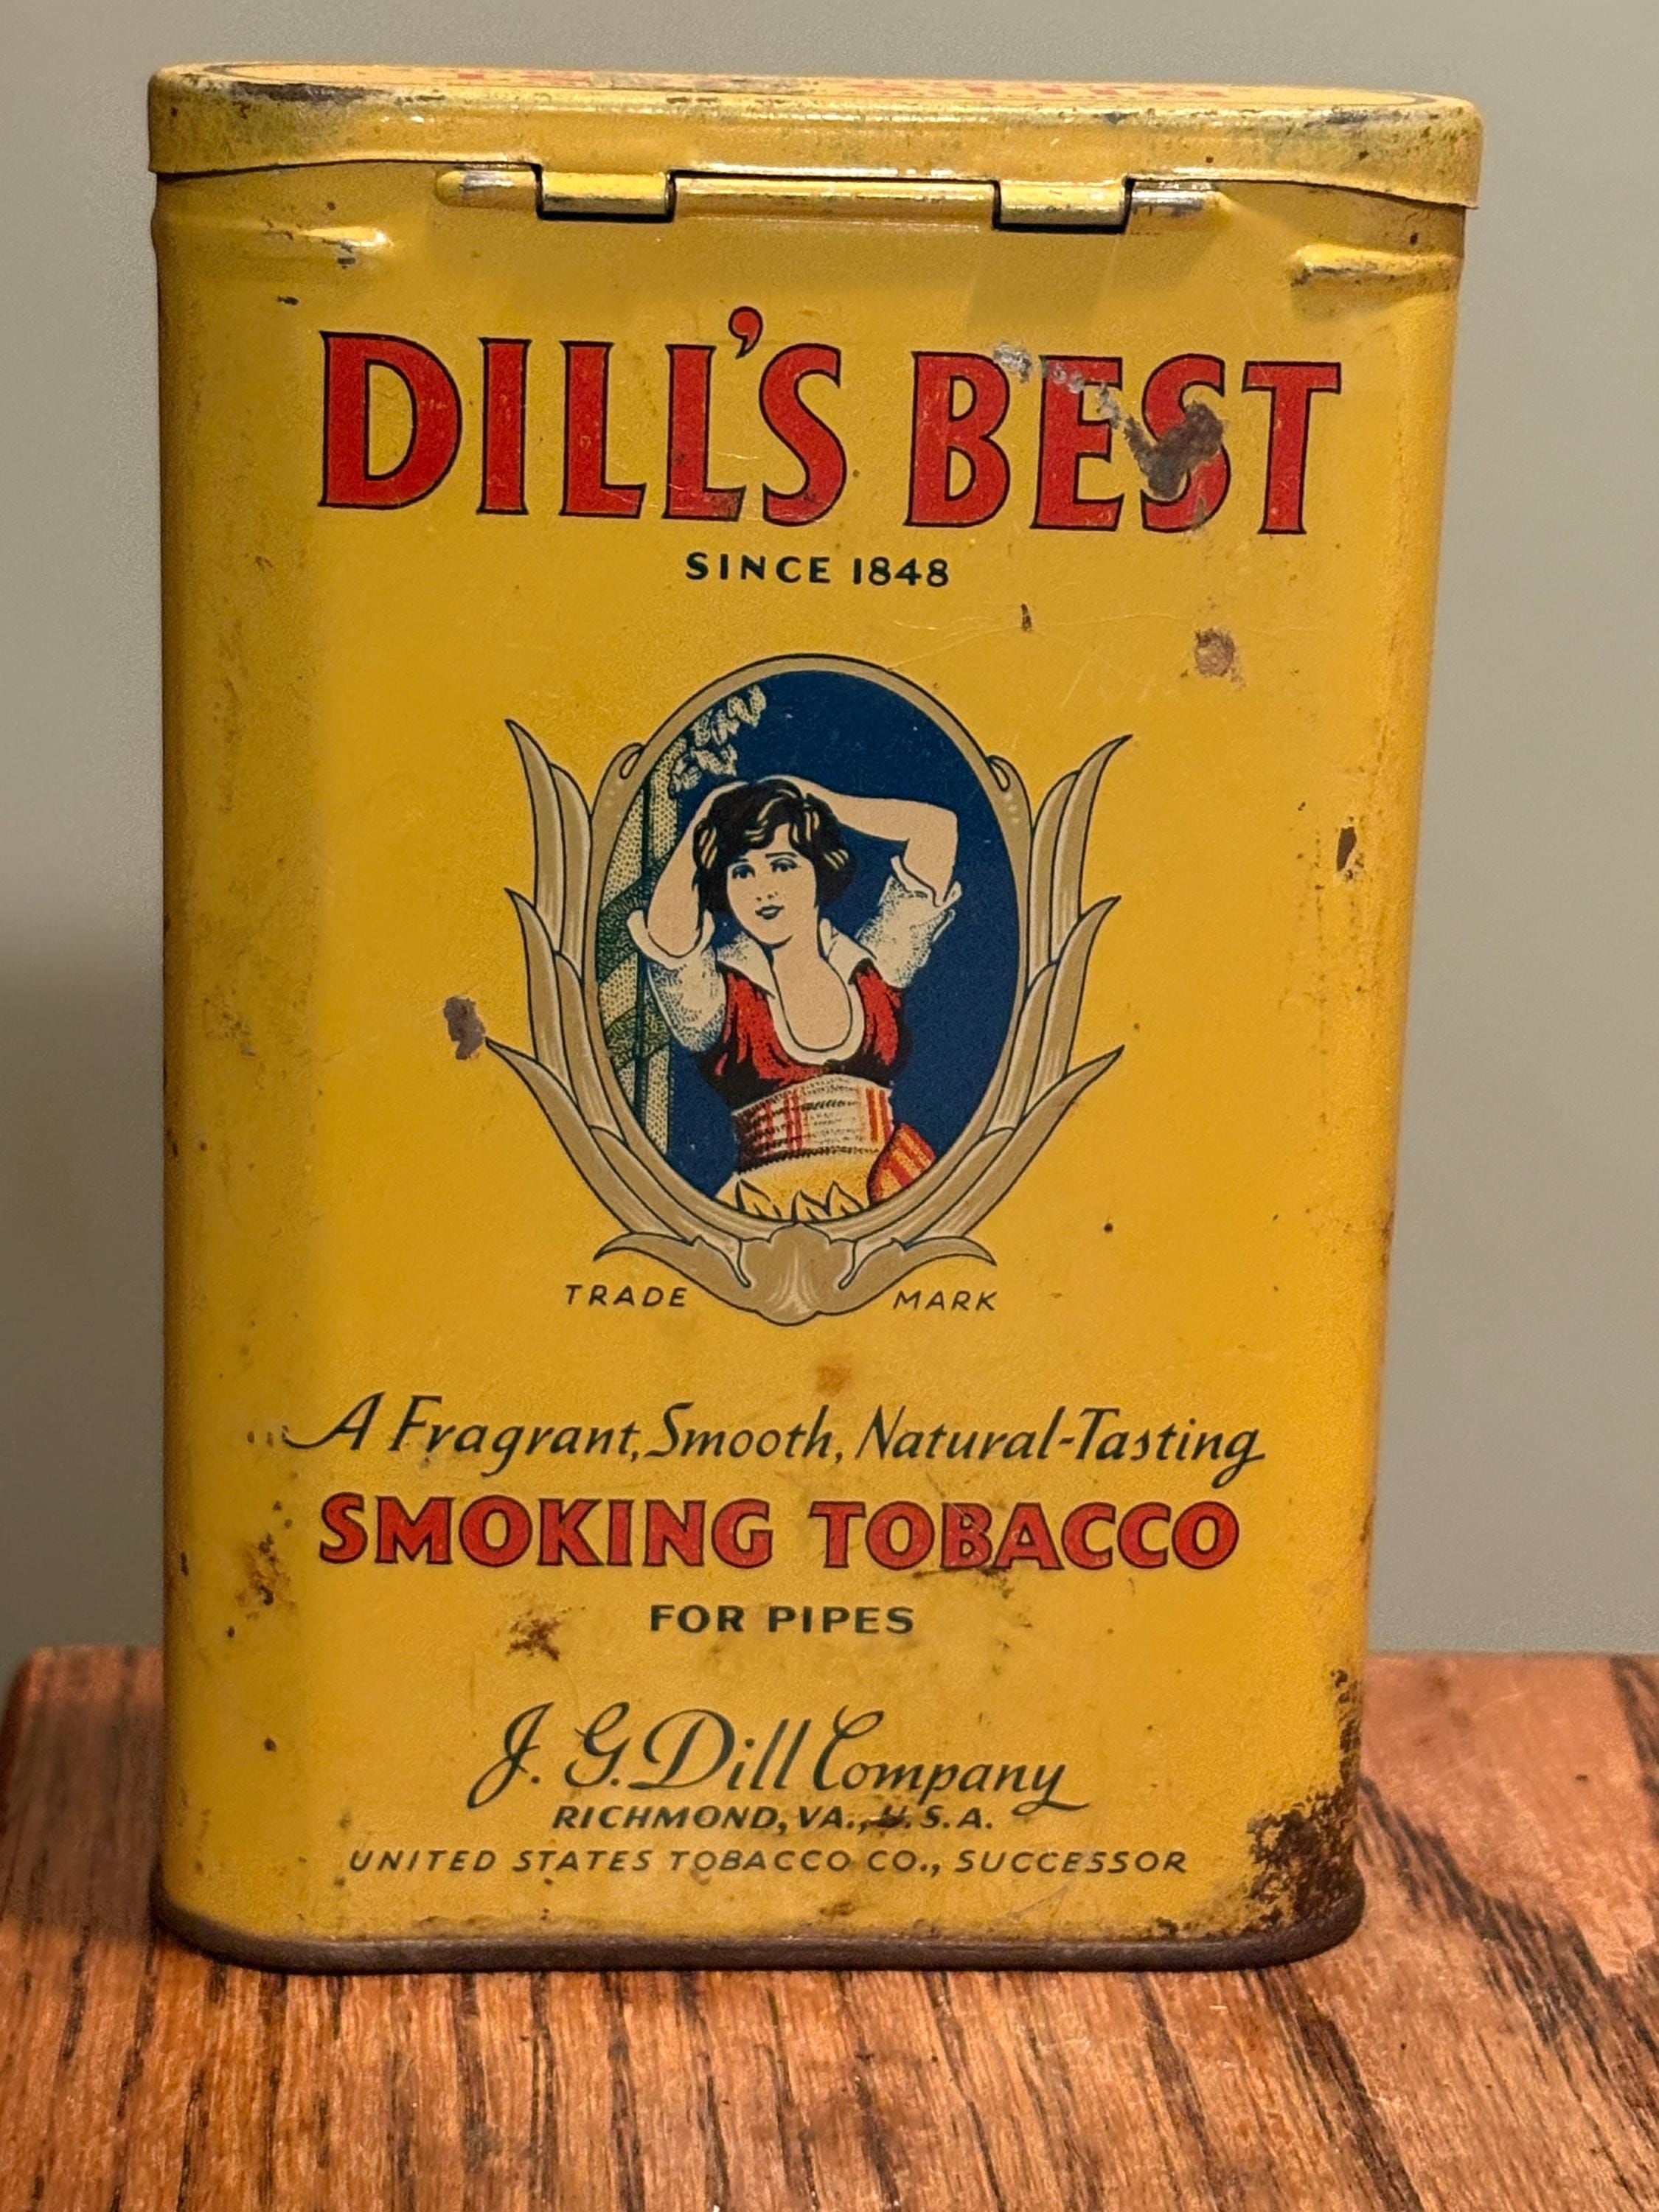 DILL'S BEST
SINCE 1848
TRADE MARK
A Fragrant, Smooth, Natural-Tasting
SMOKING TOBACCO
FOR PIPES
J. G. Dill Company
RICHMOND, VA., U.S.A.
UNITED STATES TOBACCO CO., SUCCESSOR